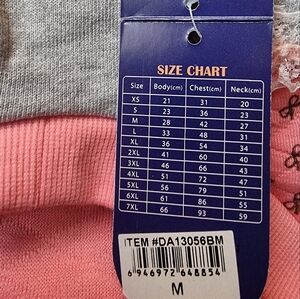 SIZE CHART
Size Body(cm) Chest(cm) Neck(cm)
XS 21 31 20
S 23 36 23
M 28 42 27
L 33 48 31
XL 36 54 34
2XL 41 60 40
3XL 46 66 43
4XL 51 72 47
5XL 56 79 51
6XL 61 86 55
7XL 66 93 59
ITEM #DA13056BM
6 946972 648854
M